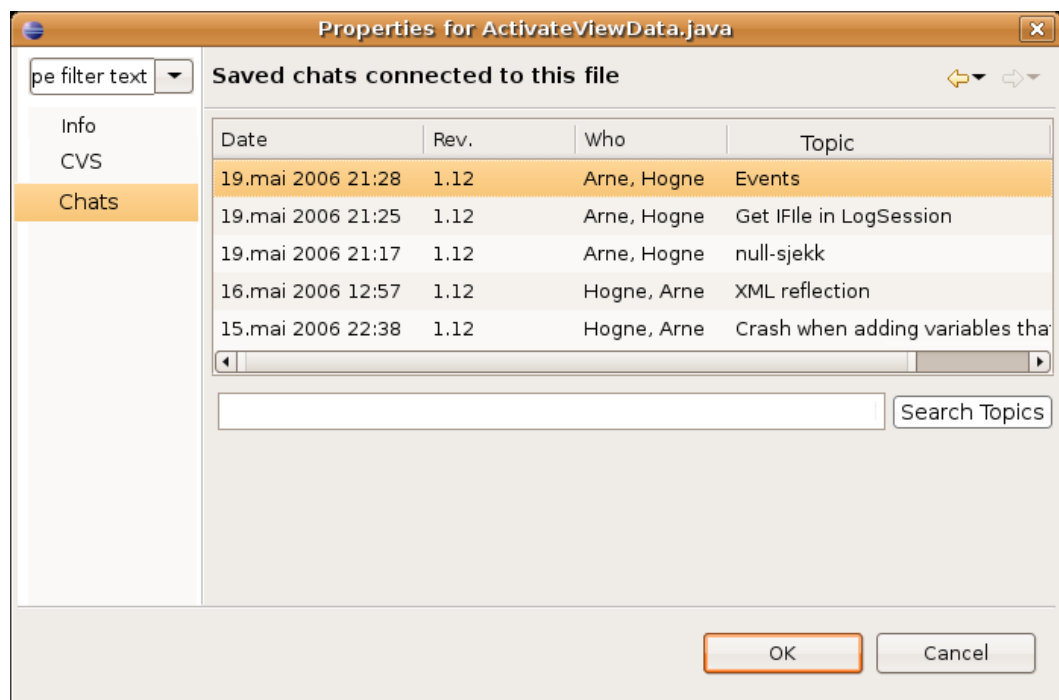 Properties for ActivateViewData.java
pe filter text
Saved chats connected to this file
Info
CVS
Chats
Date Rev. Who Topic
19.mai 2006 21:28 1.12 Arne, Hogne Events
19.mai 2006 21:25 1.12 Arne, Hogne Get IFIle in LogSession
19.mai 2006 21:17 1.12 Arne, Hogne null-sjekk
16.mai 2006 12:57 1.12 Hogne, Arne XML reflection
15.mai 2006 22:38 1.12 Hogne, Arne Crash when adding variables tha
Search Topics
OK Cancel